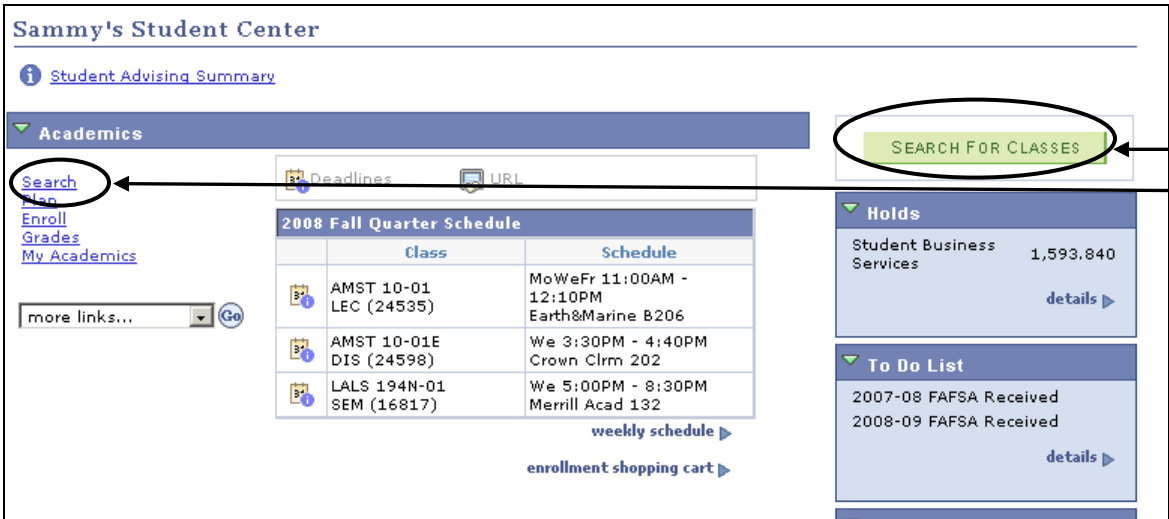 Sammy's Student Center
Student Advising Summary
Academics
Search
Plan
Enroll
Grades
My Academics
more links...
Go
Deadlines
URL
2008 Fall Quarter Schedule
Class Schedule
AMST 10-01
LEC (24535)
MoWeFr 11:00AM -
12:10PM
Earth&Marine B206
AMST 10-01E
DIS (24598)
We 3:30PM - 4:40PM
Crown Clrm 202
LALS 194N-01
SEM (16817)
We 5:00PM - 8:30PM
Merrill Acad 132
weekly schedule
enrollment shopping cart
SEARCH FOR CLASSES
Holds
Student Business
Services
1,593.840
details
To Do List
2007-08 FAFSA Received
2008-09 FAFSA Received
details